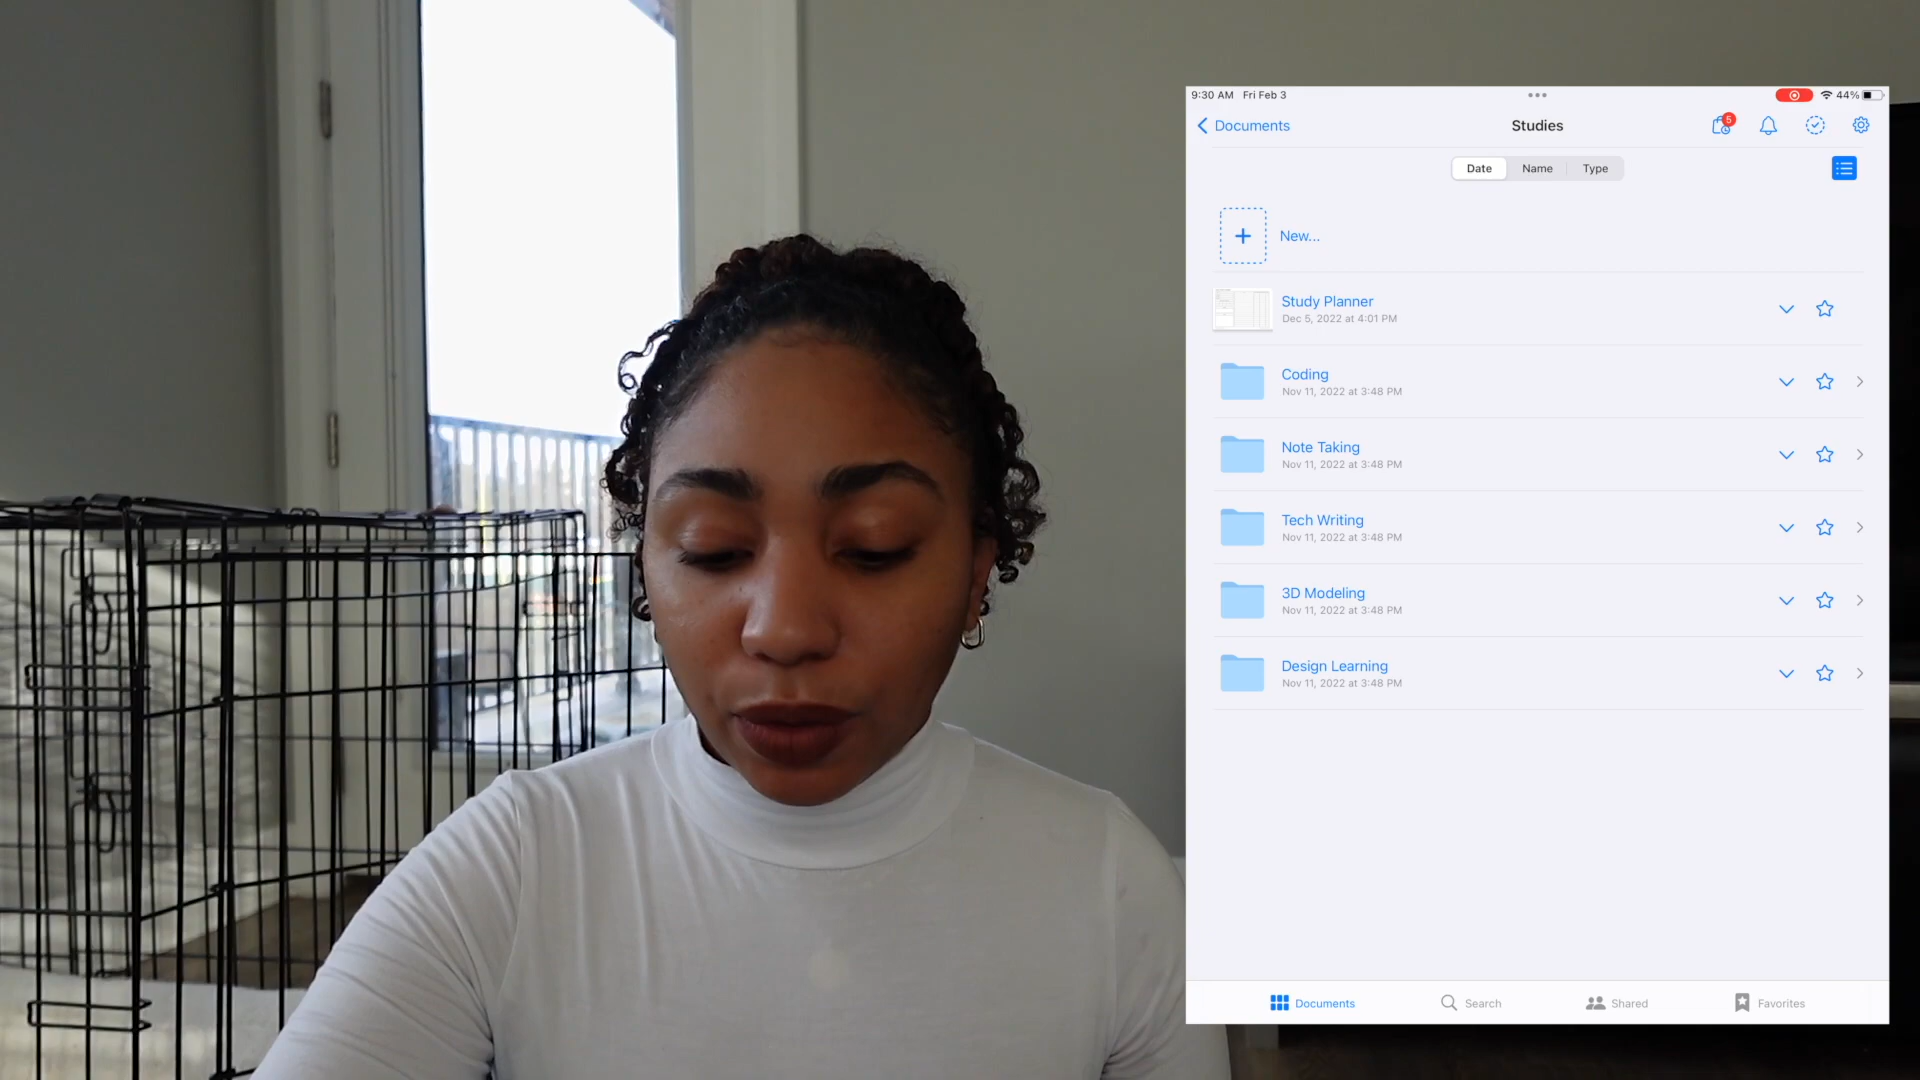 9:30 AM Fri Feb 3
44%
Documents
Studies
5
Date
Name
Type
New...
Study Planner
Dec 5, 2022 at 4:01 PM
Coding
Nov 11, 2022 at 3:48 PM
Note Taking
Nov 11, 2022 at 3:48 PM
Tech Writing
Nov 11, 2022 at 3:48 PM
3D Modeling
Nov 11, 2022 at 3:48 PM
Design Learning
Nov 11, 2022 at 3:48 PM
Documents
Search
Shared
Favorites